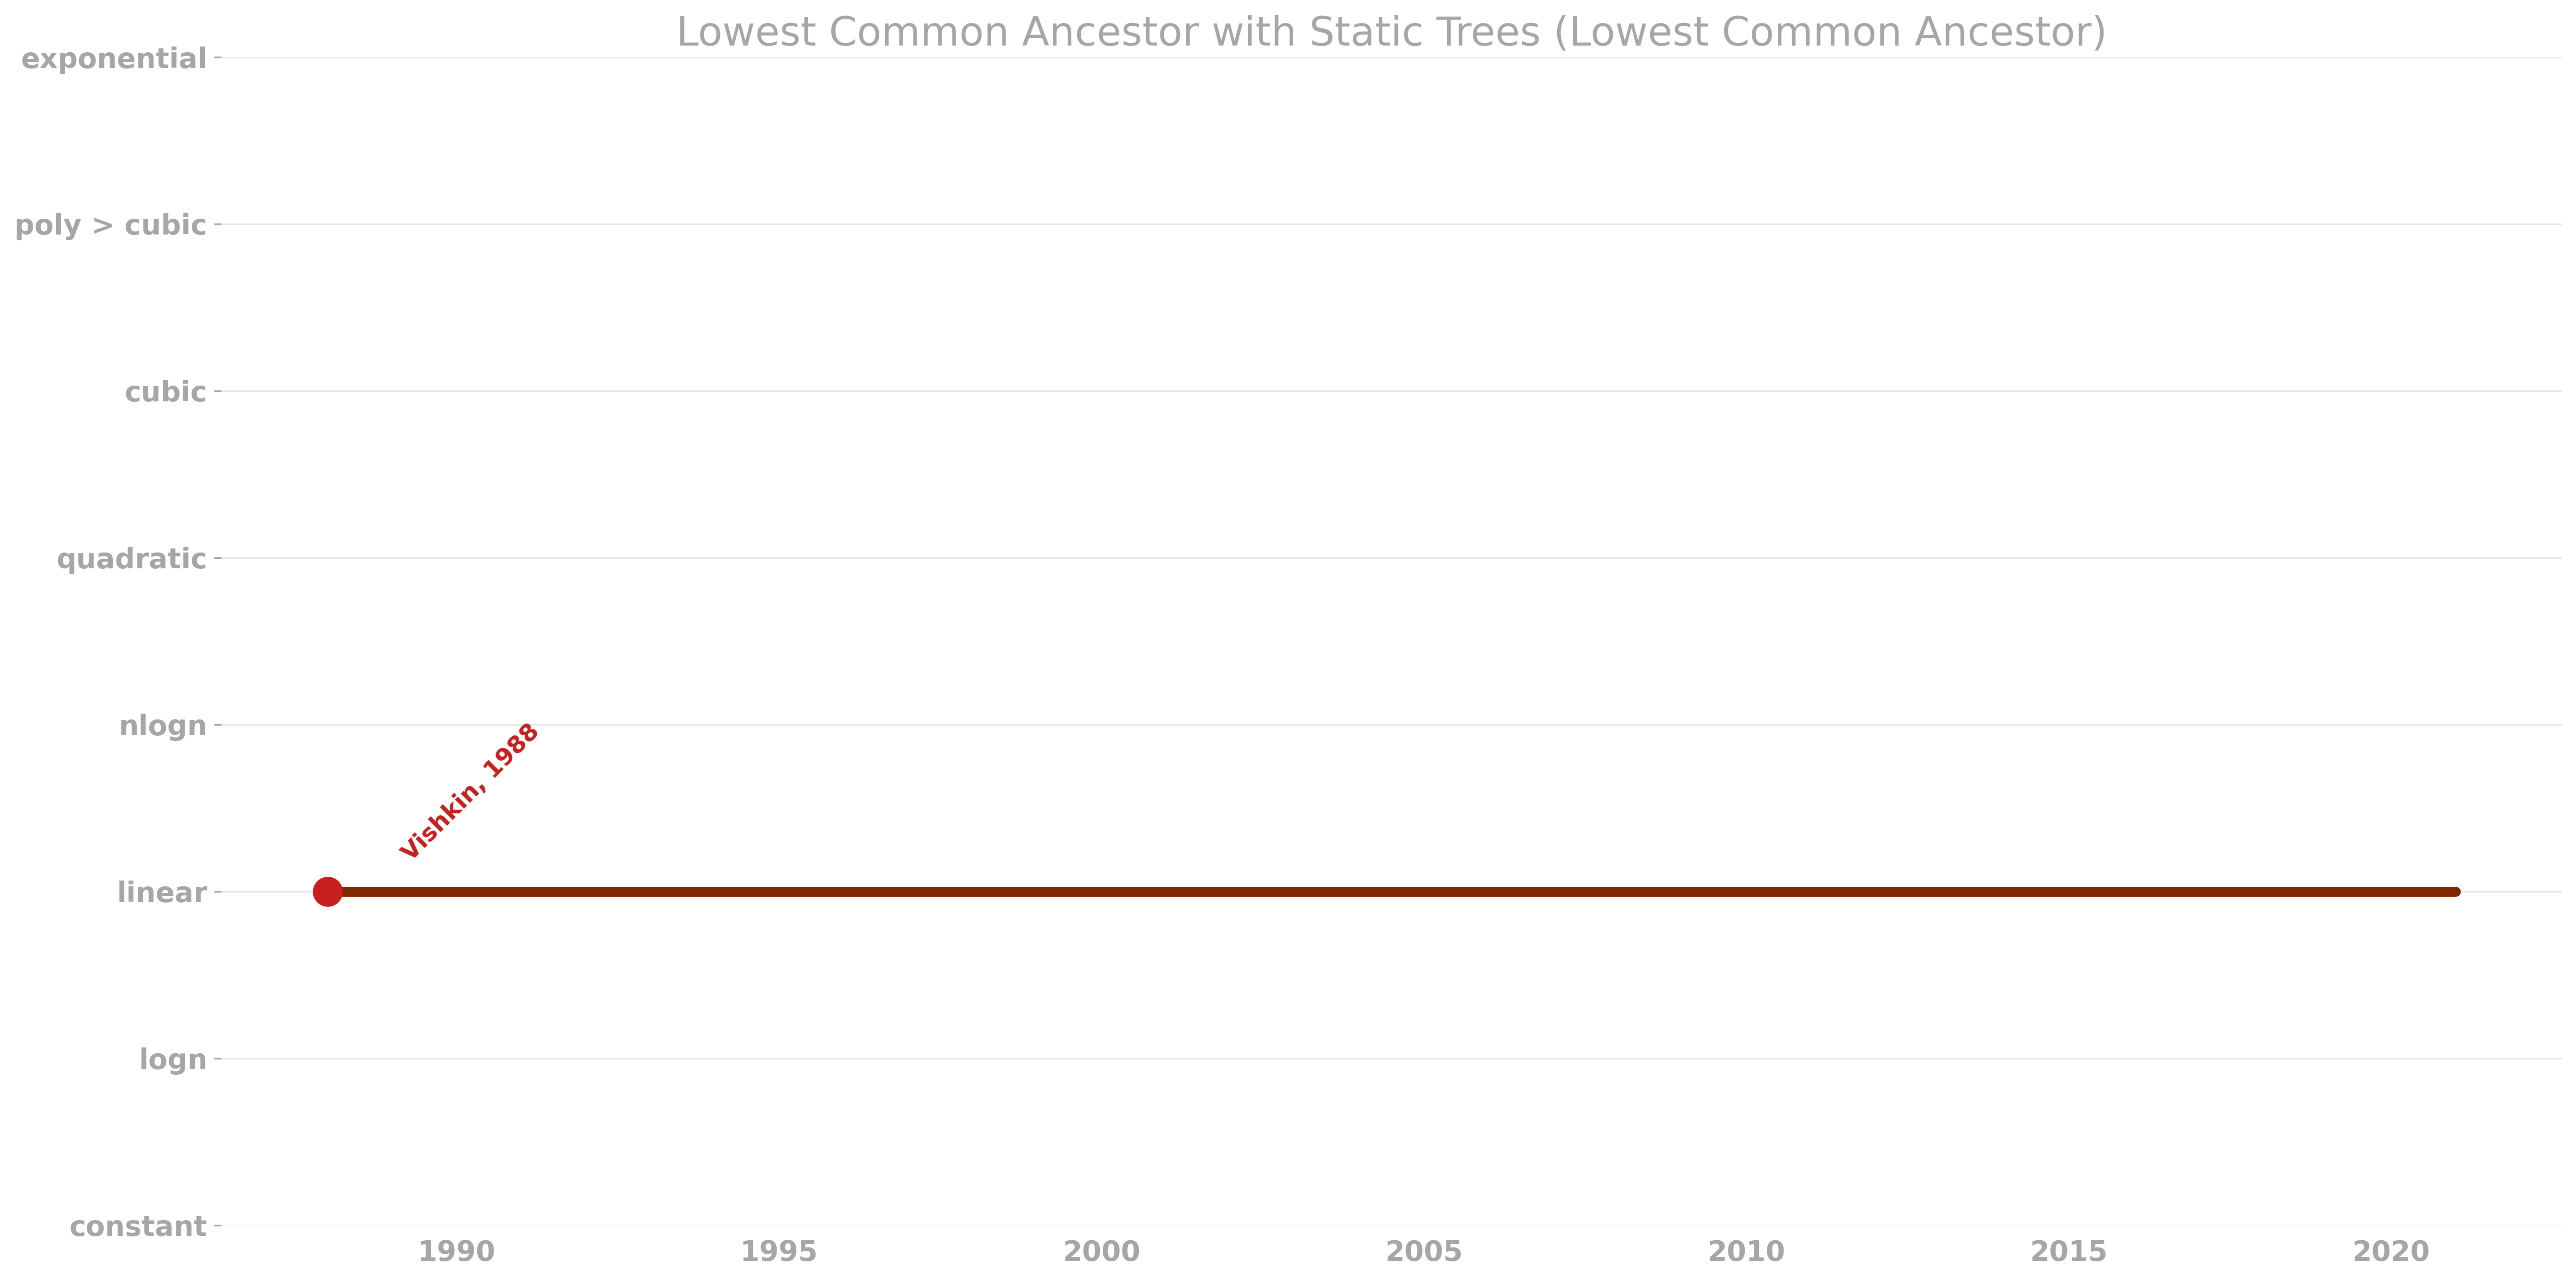 Lowest Common Ancestor with Static Trees (Lowest Common Ancestor)
exponential
poly > cubic
cubic
quadratic
nlogn
Vishkin, 1988
linear
logn
constant
1990 1995 2000 2005 2010 2015 2020